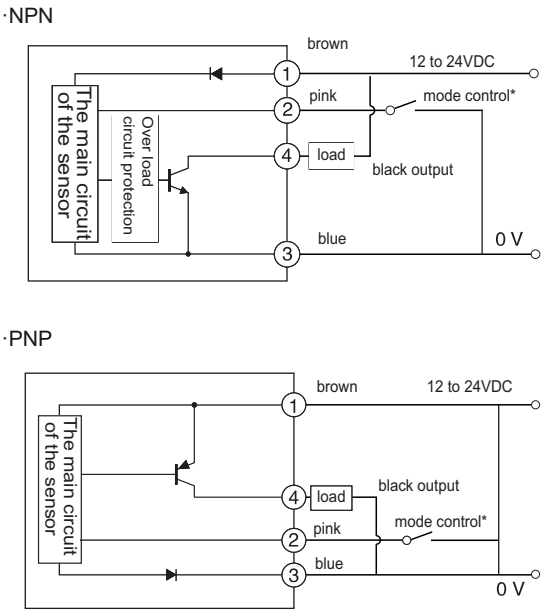 ·NPN
brown
12 to 24VDC
1
pink
mode control*
2
The main circuit
of the sensor
Over load
circuit protection
4
load
black output
blue
0 V
3
·PNP
brown
12 to 24VDC
1
The main circuit
of the sensor
black output
4
load
pink
mode control*
2
blue
3
0 V